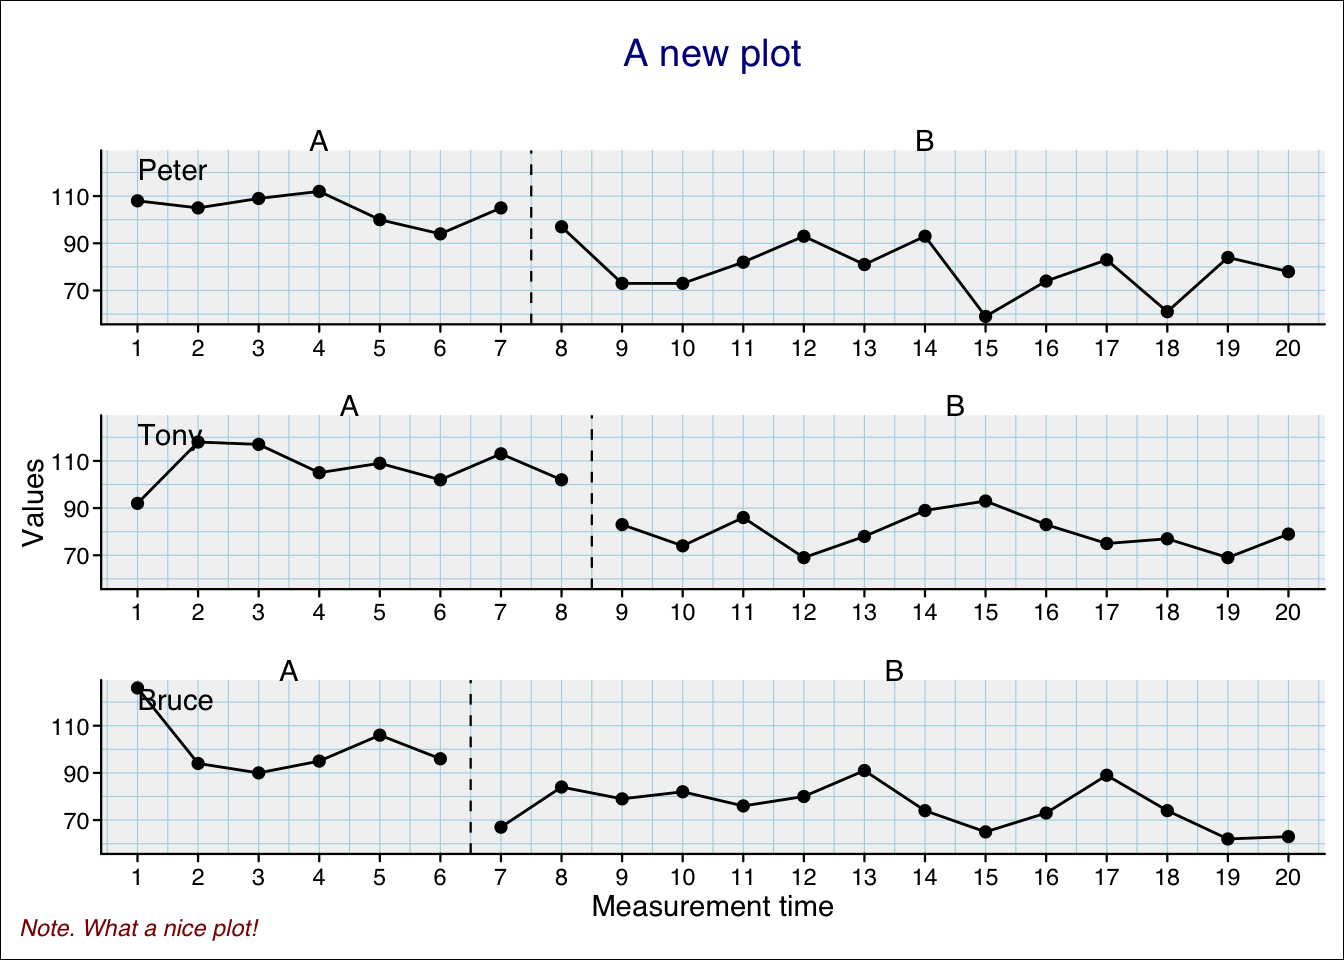 A new plot
A B
Peter
110
90
70
1 2 3 4 5 6 7 8 9 10 11 12 13 14 15 16 17 18 19 20
A B
Tony
110
90
70
1 2 3 4 5 6 7 8 9 10 11 12 13 14 15 16 17 18 19 20
Values
A B
Bruce
110
90
70
1 2 3 4 5 6 7 8 9 10 11 12 13 14 15 16 17 18 19 20
Measurement time
Note. What a nice plot!